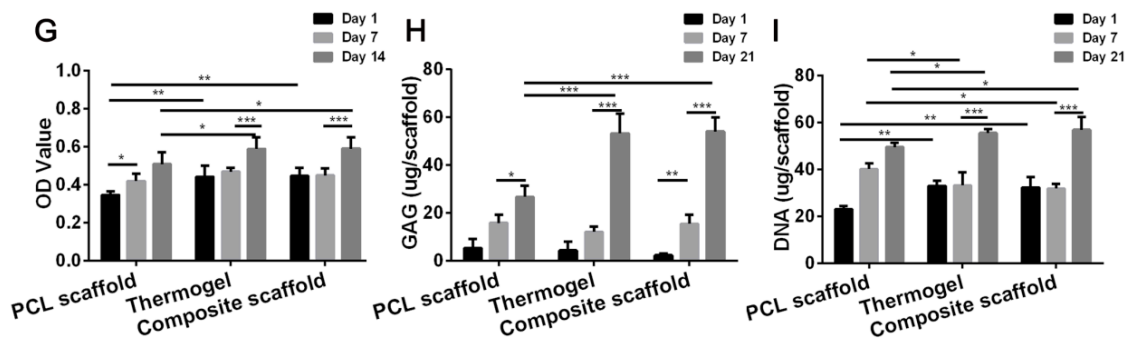 G
Day 1
Day 7
Day 14
OD Value
1.0
0.8
0.6
0.4
0.2
0.0
**
**
*
*
*
***
***
PCL scaffold
Thermogel
Composite scaffold
H
Day 1
Day 7
Day 21
GAG (ug/scaffold)
80
60
40
20
0
***
***
*
***
**
***
PCL scaffold
Thermogel
Composite scaffold
I
Day 1
Day 7
Day 21
DNA (ug/scaffold)
80
60
40
20
0
*
*
*
*
**
**
***
***
PCL scaffold
Thermogel
Composite scaffold